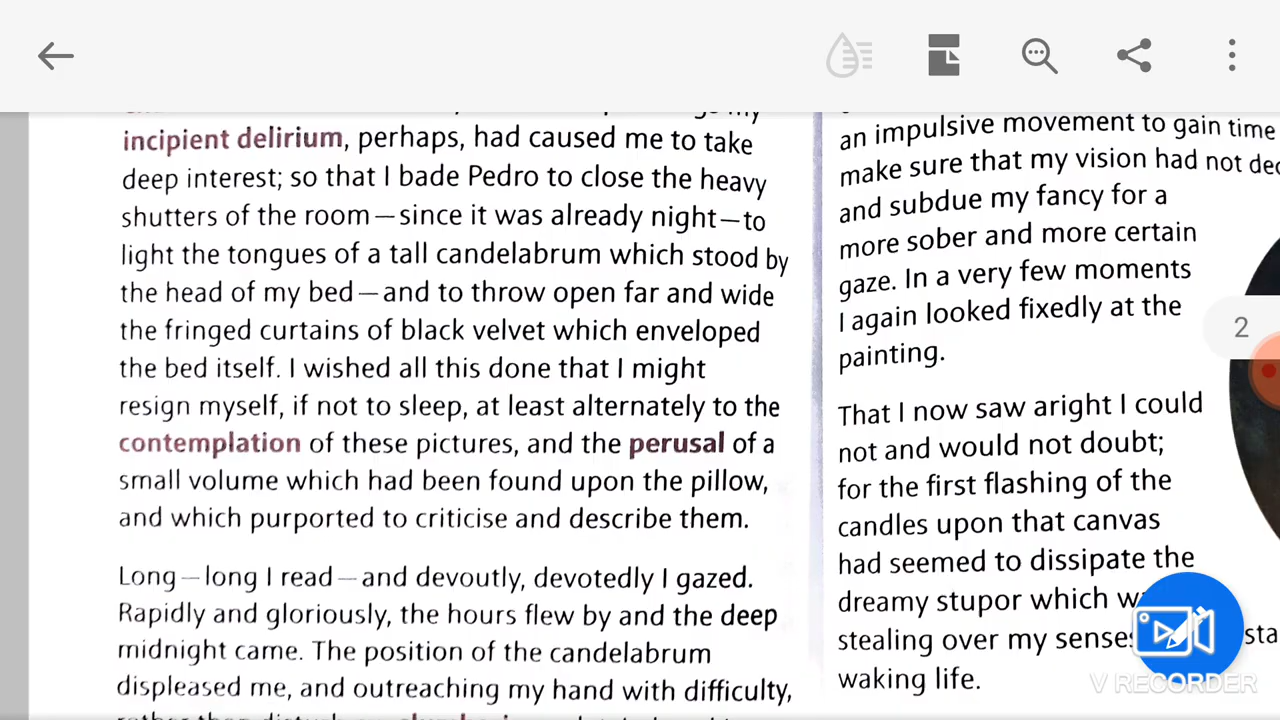 incipient delirium, perhaps, had caused me to take
deep interest; so that I bade Pedro to close the heavy
shutters of the room—since it was already night—to
light the tongues of a tall candelabrum which stood by
the head of my bed—and to throw open far and wide
the fringed curtains of black velvet which enveloped
the bed itself. I wished all this done that I might
resign myself, if not to sleep, at least alternately to the
contemplation of these pictures, and the perusal of a
small volume which had been found upon the pillow,
and which purported to criticise and describe them.
Long—long I read—and devoutly, devotedly I gazed.
Rapidly and gloriously, the hours flew by and the deep
midnight came. The position of the candelabrum
displeased me, and outreaching my hand with difficulty,
an impulsive movement to gain time
make sure that my vision had not
and subdue my fancy for a
more sober and more certain
gaze. In a very few moments
I again looked fixedly at the
painting.
That I now saw aright I could
not and would not doubt;
for the first flashing of the
candles upon that canvas
had seemed to dissipate the
dreamy stupor which
stealing over my senses
waking life.
2
V RECORDER